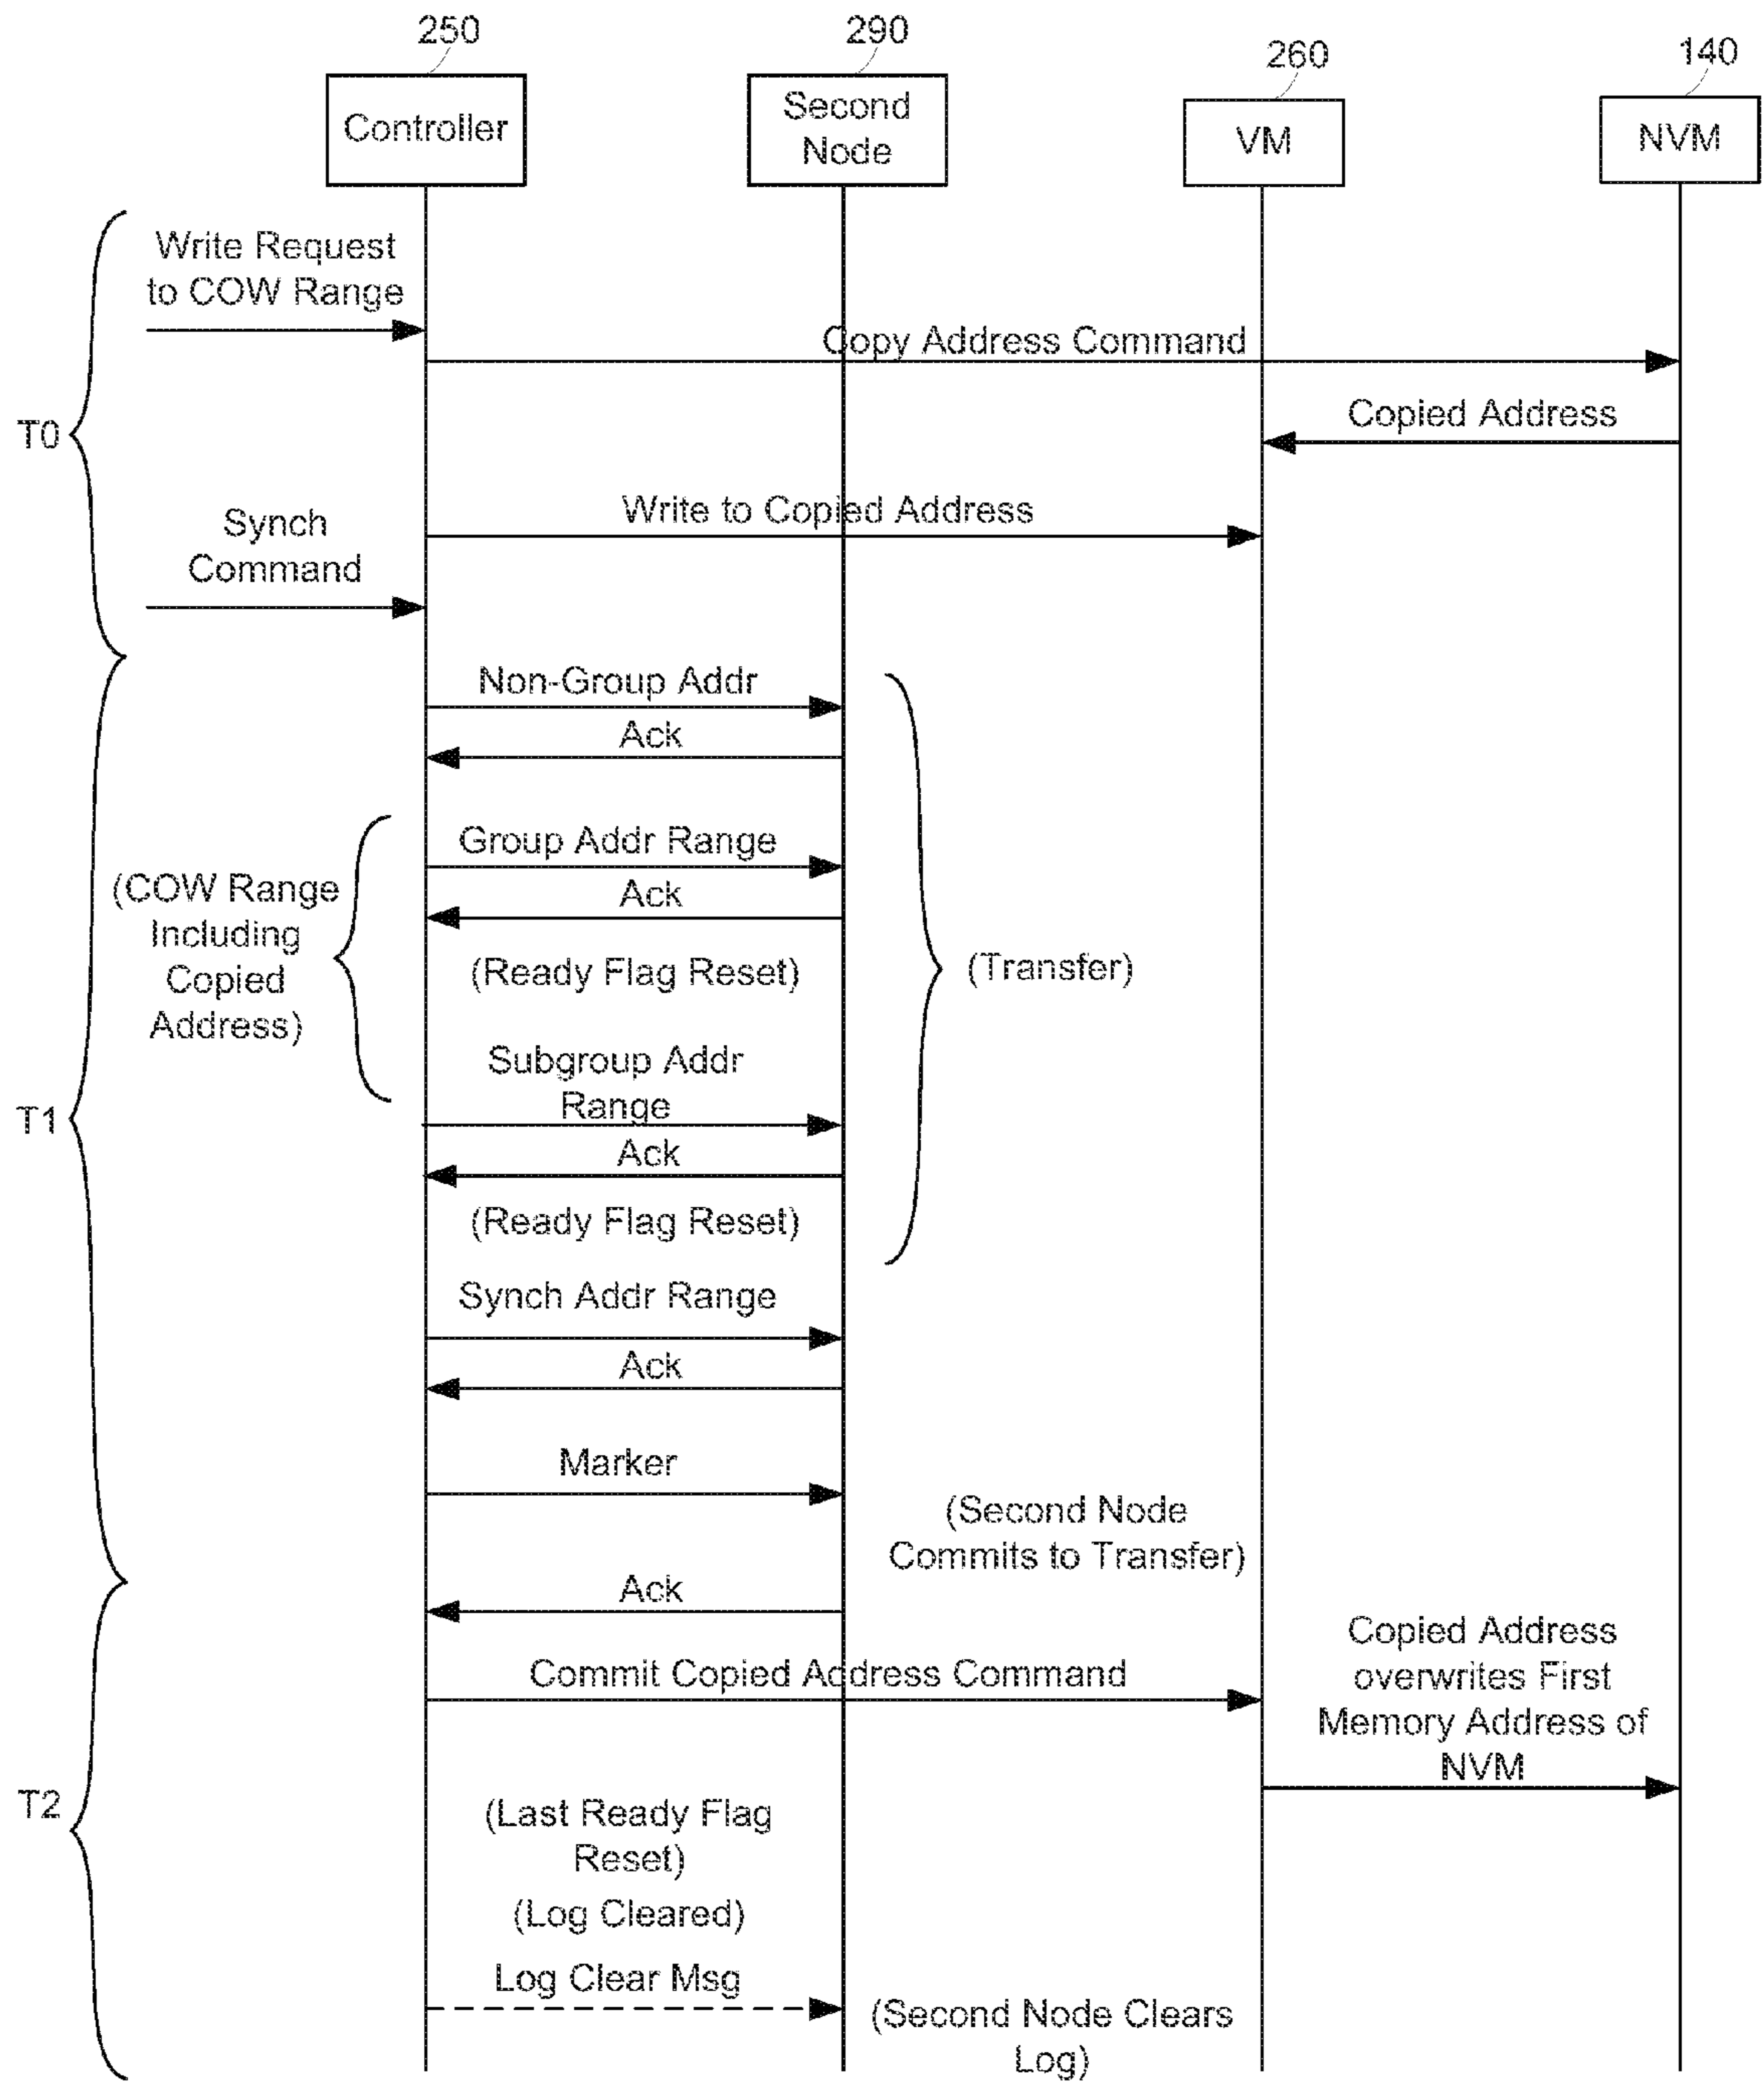 250
290
260
140
Controller
Second
Node
VM
NVM
Write Request
to COW Range
Copy Address Command
Copied Address
T0
Write to Copied Address
Synch
Command
Non-Group Addr
Ack
Group Addr Range
Ack
(COW Range
Including
Copied
Address)
(Ready Flag Reset)
(Transfer)
Subgroup Addr
Range
T1
Ack
(Ready Flag Reset)
Synch Addr Range
Ack
Marker
(Second Node
Commits to Transfer)
Ack
Copied Address
overwrites First
Memory Address of
NVM
Commit Copied Address Command
T2
(Last Ready Flag
Reset)
(Log Cleared)
Log Clear Msg
(Second Node Clears
Log)